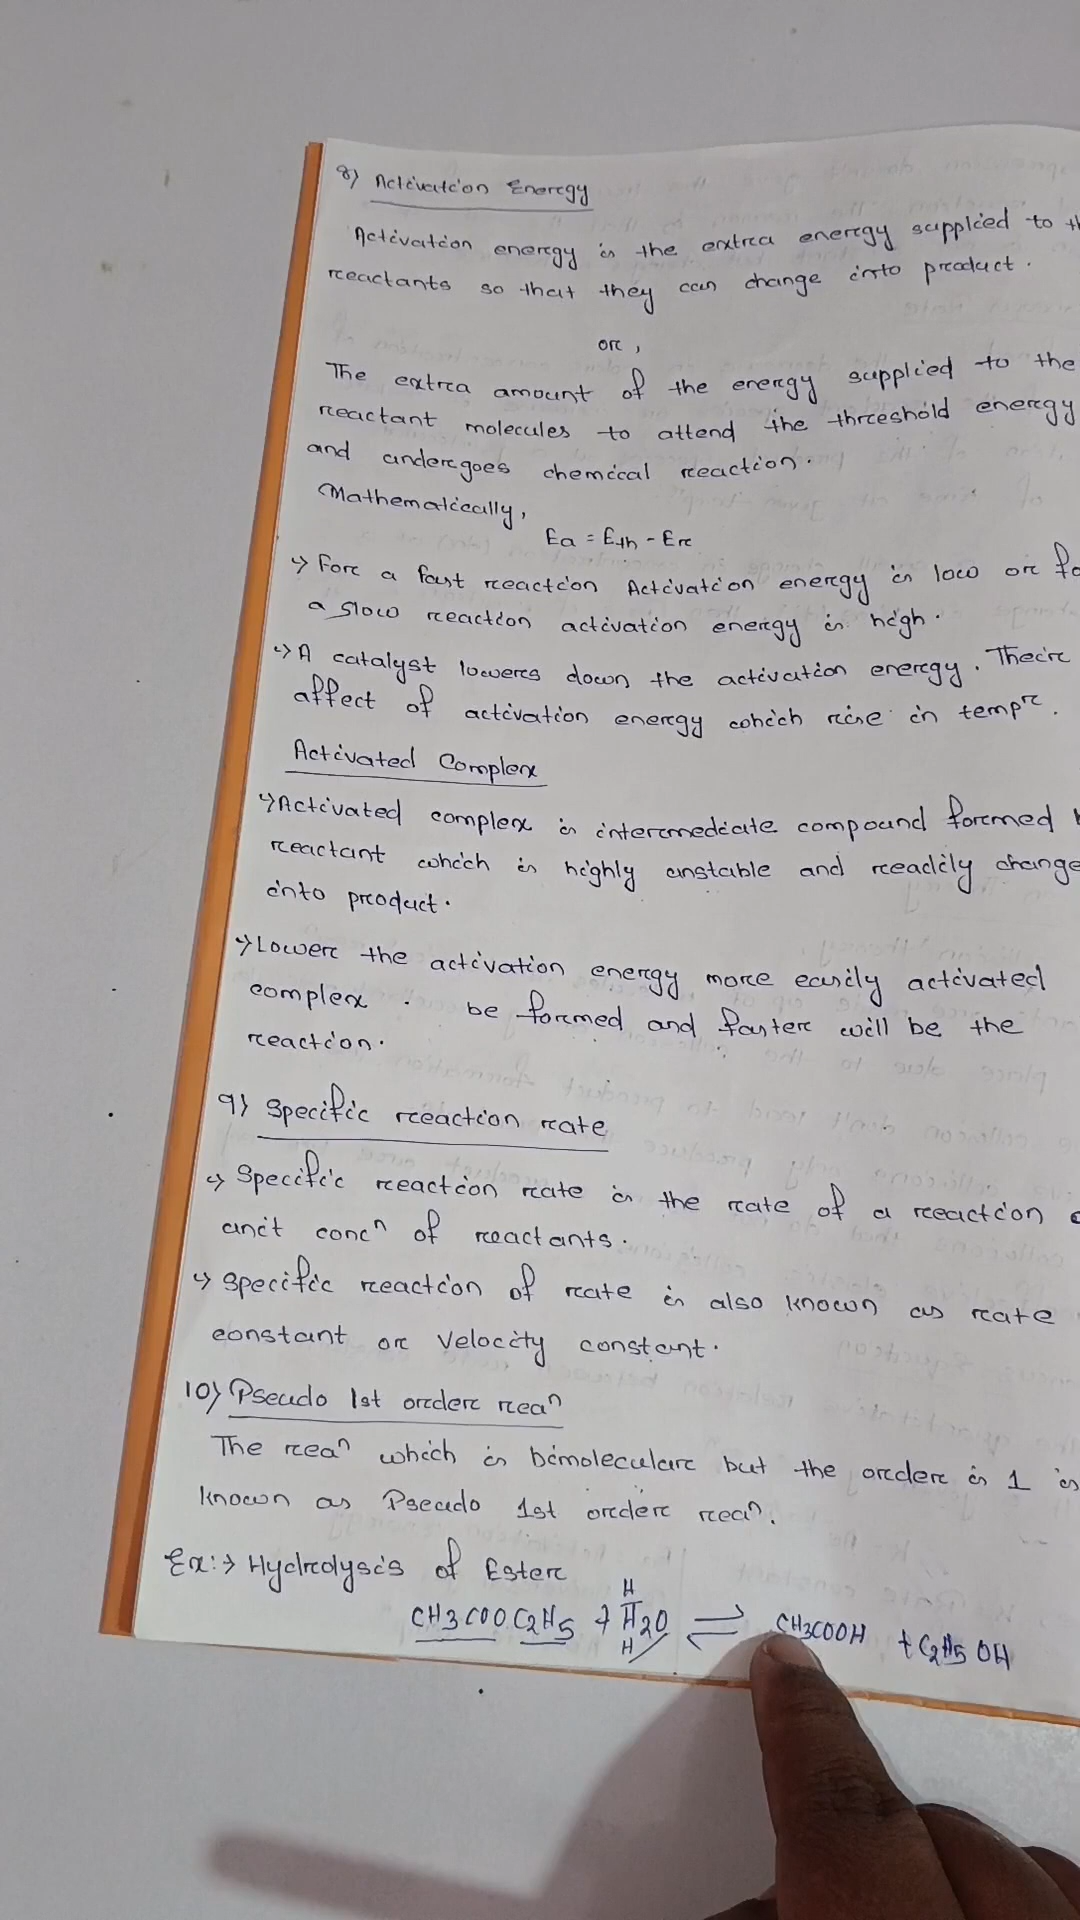 8) Activation Energy
Activation energy is the extra energy supplied to th
reactants so that they can change into product.
or,
The extra amount of the energy supplied to the
reactant molecules to attend the threshold energy
and undergoes chemical reaction.
Mathematically,
Ea = Eth - Er
↳ For a fast reaction Activation energy is low or fo
a slow reaction activation energy is high.
↳ A catalyst lowers down the activation energy. Their
affect of activation energy which rise in tempr.
Activated Complex
↳ Activated complex is intermediate compound formed b
reactant which is highly unstable and readily change
into product.
↳ Lower the activation energy more easily activated
complex . be formed and faster will be the
reaction.
9) Specific reaction rate
↳ Specific reaction rate is the rate of a reaction
unit concⁿ of reactants.
↳ Specific reaction of rate is also known as rate
constant or velocity constant.
10) Pseudo 1st order reaⁿ
The reaⁿ which is bimolecular but the order is 1 is
known as Pseudo 1st order reaⁿ.
Ex:→ Hydrolysis of Ester
H
CH3COOC2H5 + H2O ⇌ CH3COOH + C2H5OH
H